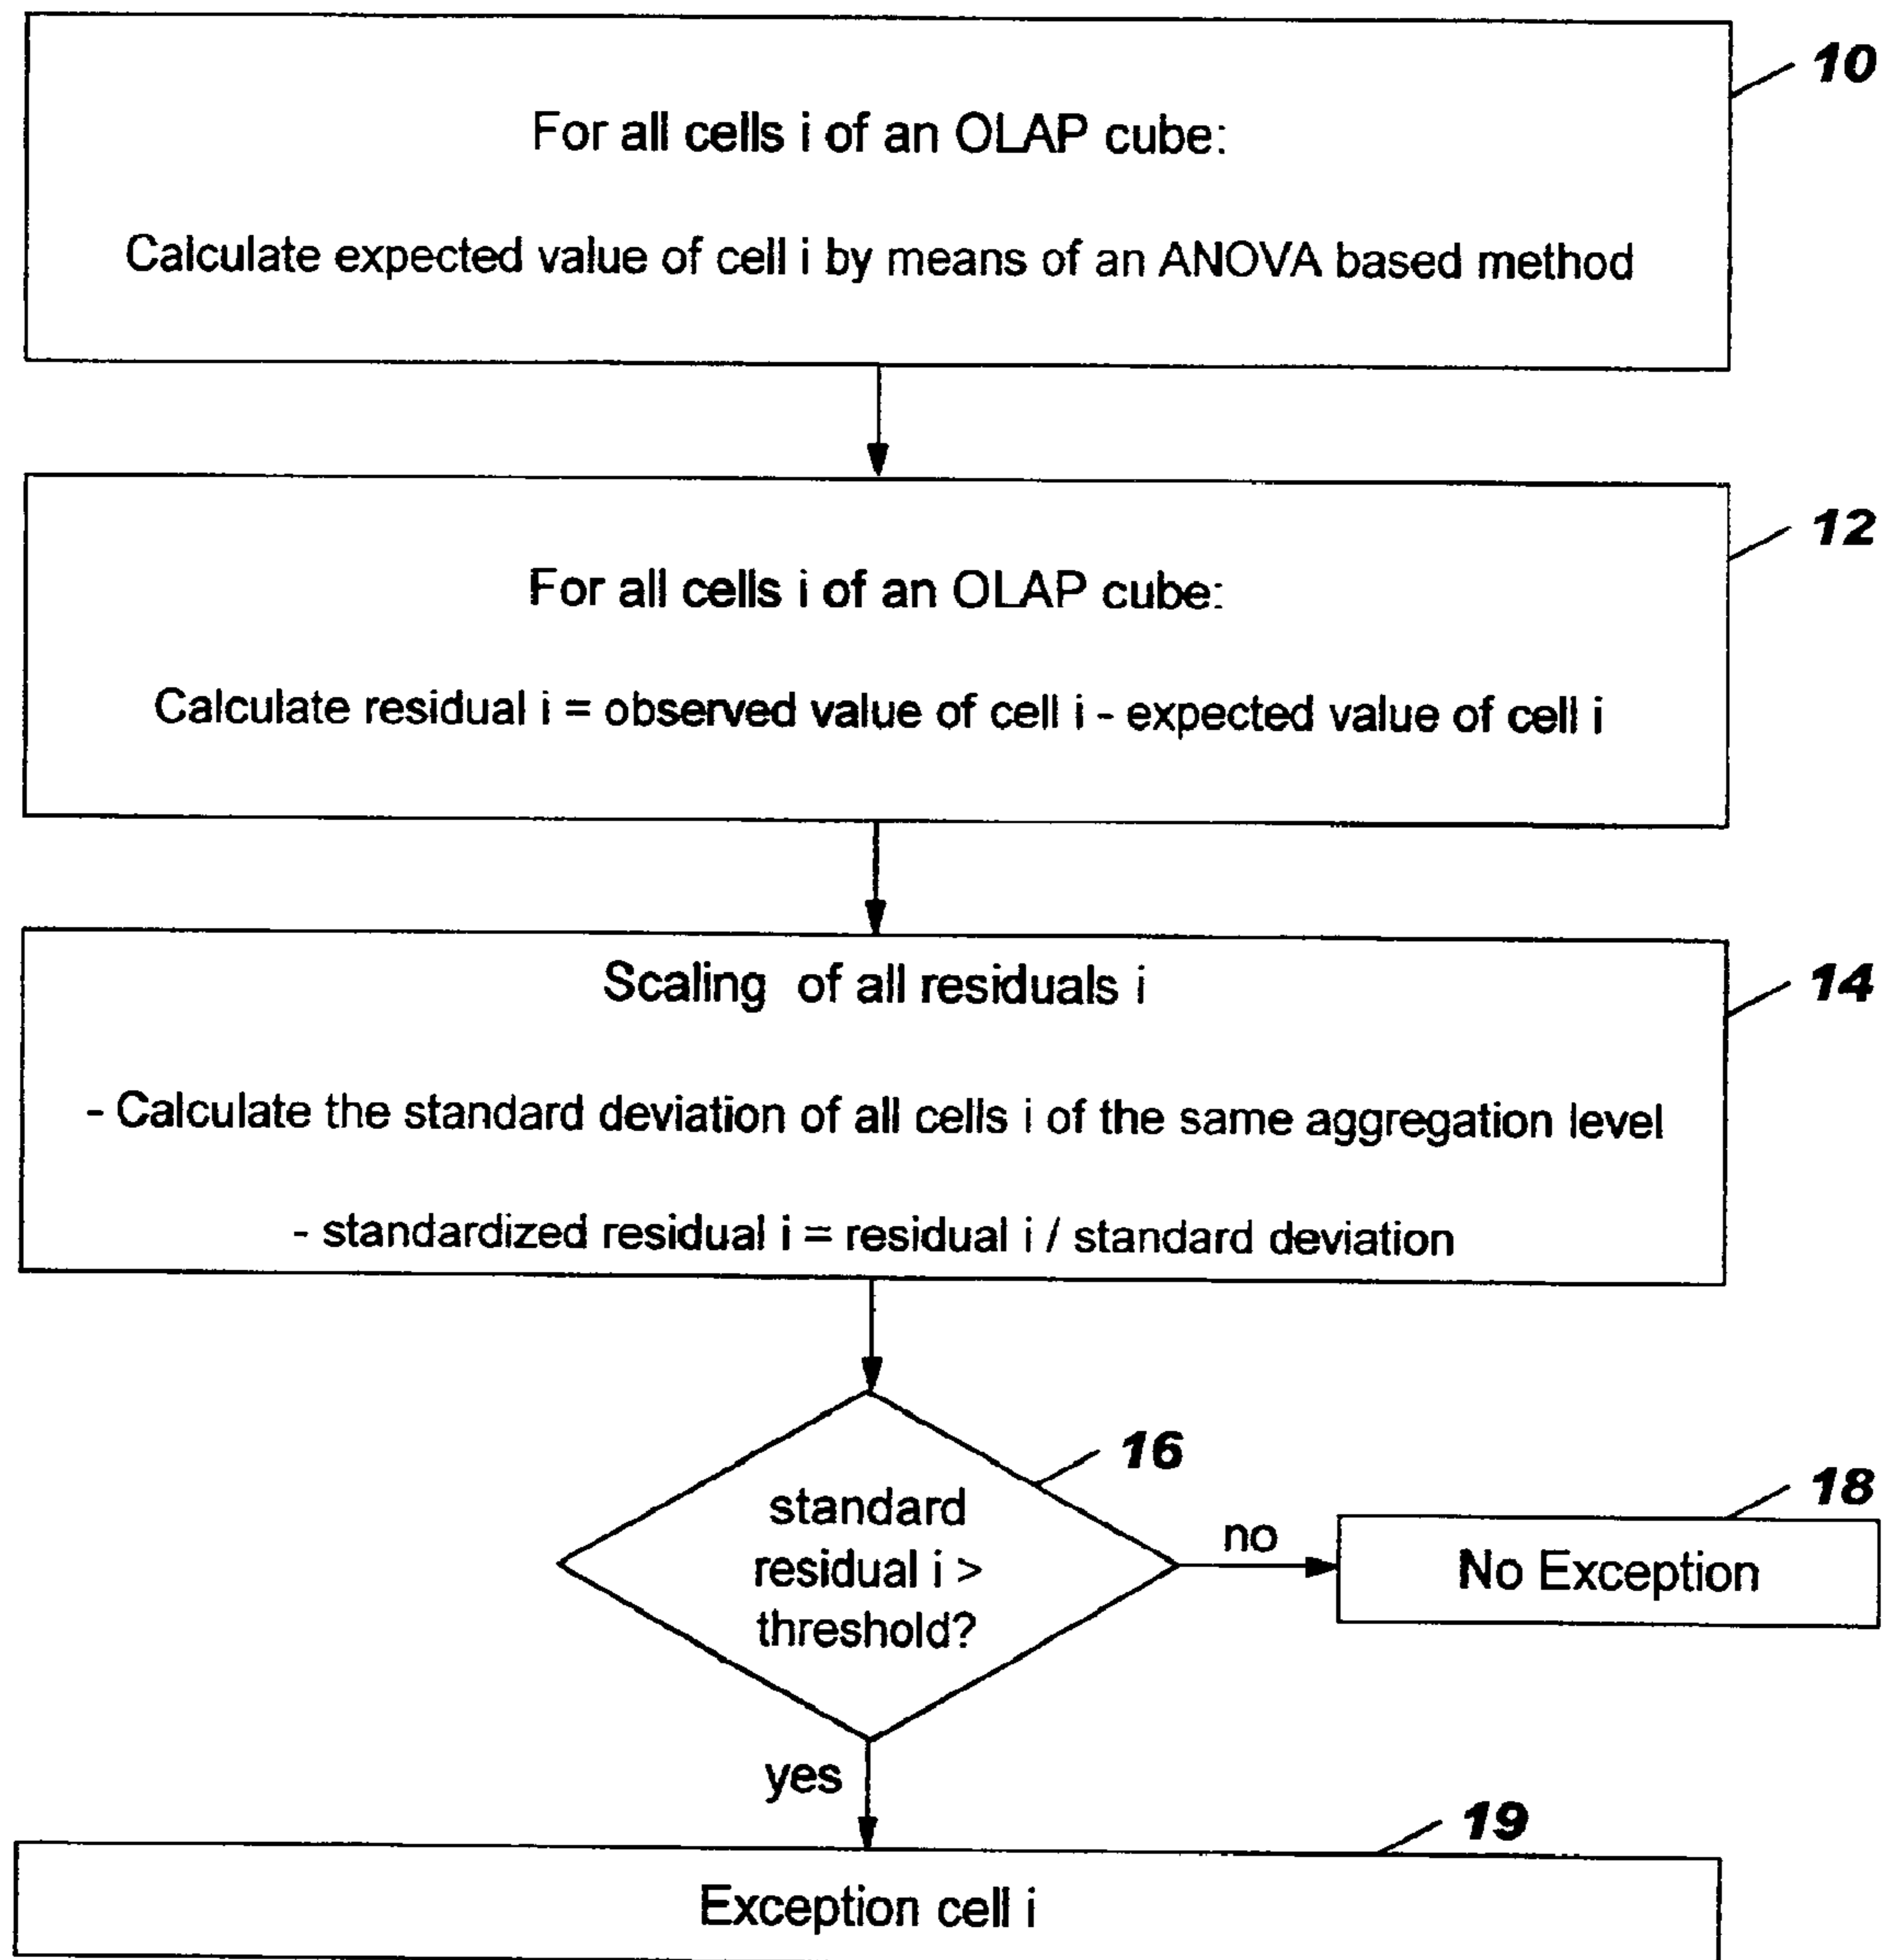 10
For all cells i of an OLAP cube:
Calculate expected value of cell i by means of an ANOVA based method
12
For all cells i of an OLAP cube:
Calculate residual i = observed value of cell i - expected value of cell i
14
Scaling of all residuals i
- Calculate the standard deviation of all cells i of the same aggregation level
- standardized residual i = residual i / standard deviation
16
standard
residual i >
threshold?
no
18
No Exception
yes
19
Exception cell i